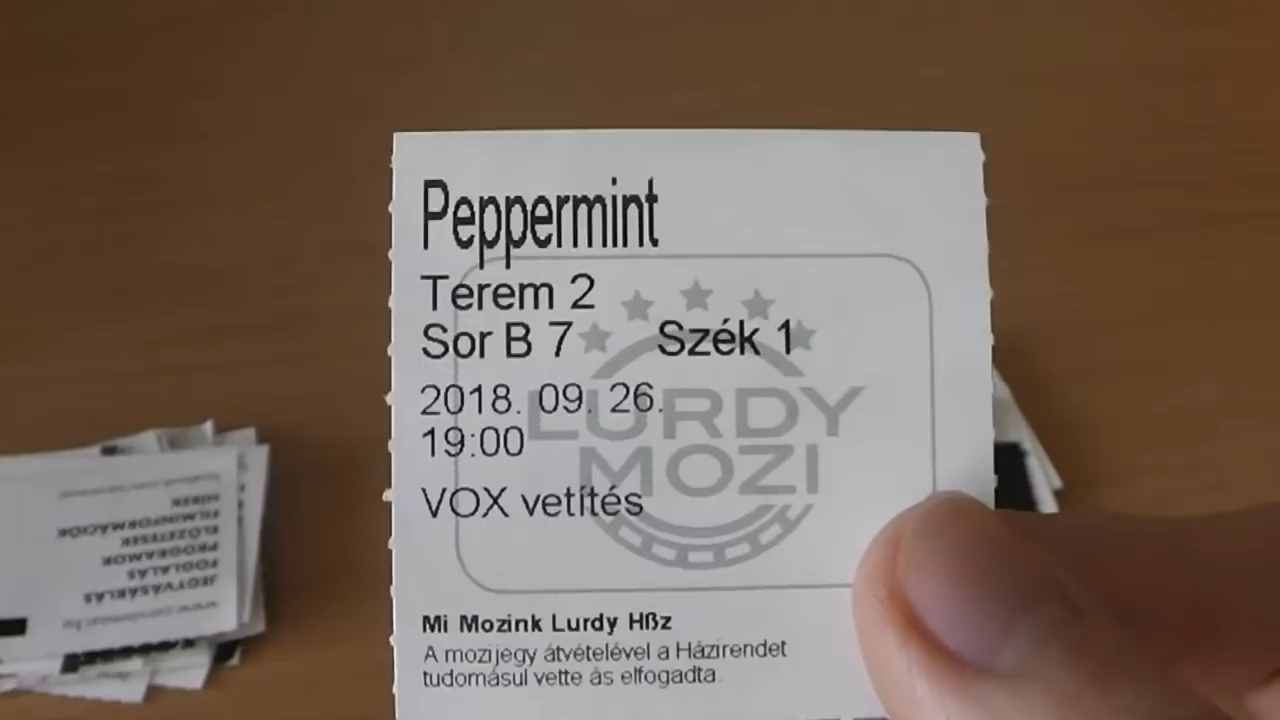 Peppermint
Terem 2
Sor B 7 Szék 1
2018. 09. 26.
19:00
LURDY
MOZI
VOX vetítés
Mi Mozink Lurdy Hßz
A mozijegy átvételével a Házirendet
tudomásul vette ás elfogadta.
HÍREK
FILMINFORMÁCIÓK
ELŐZETESEK
PROGRAMOK
FOGLALÁS
JEGYVÁSÁRLÁS